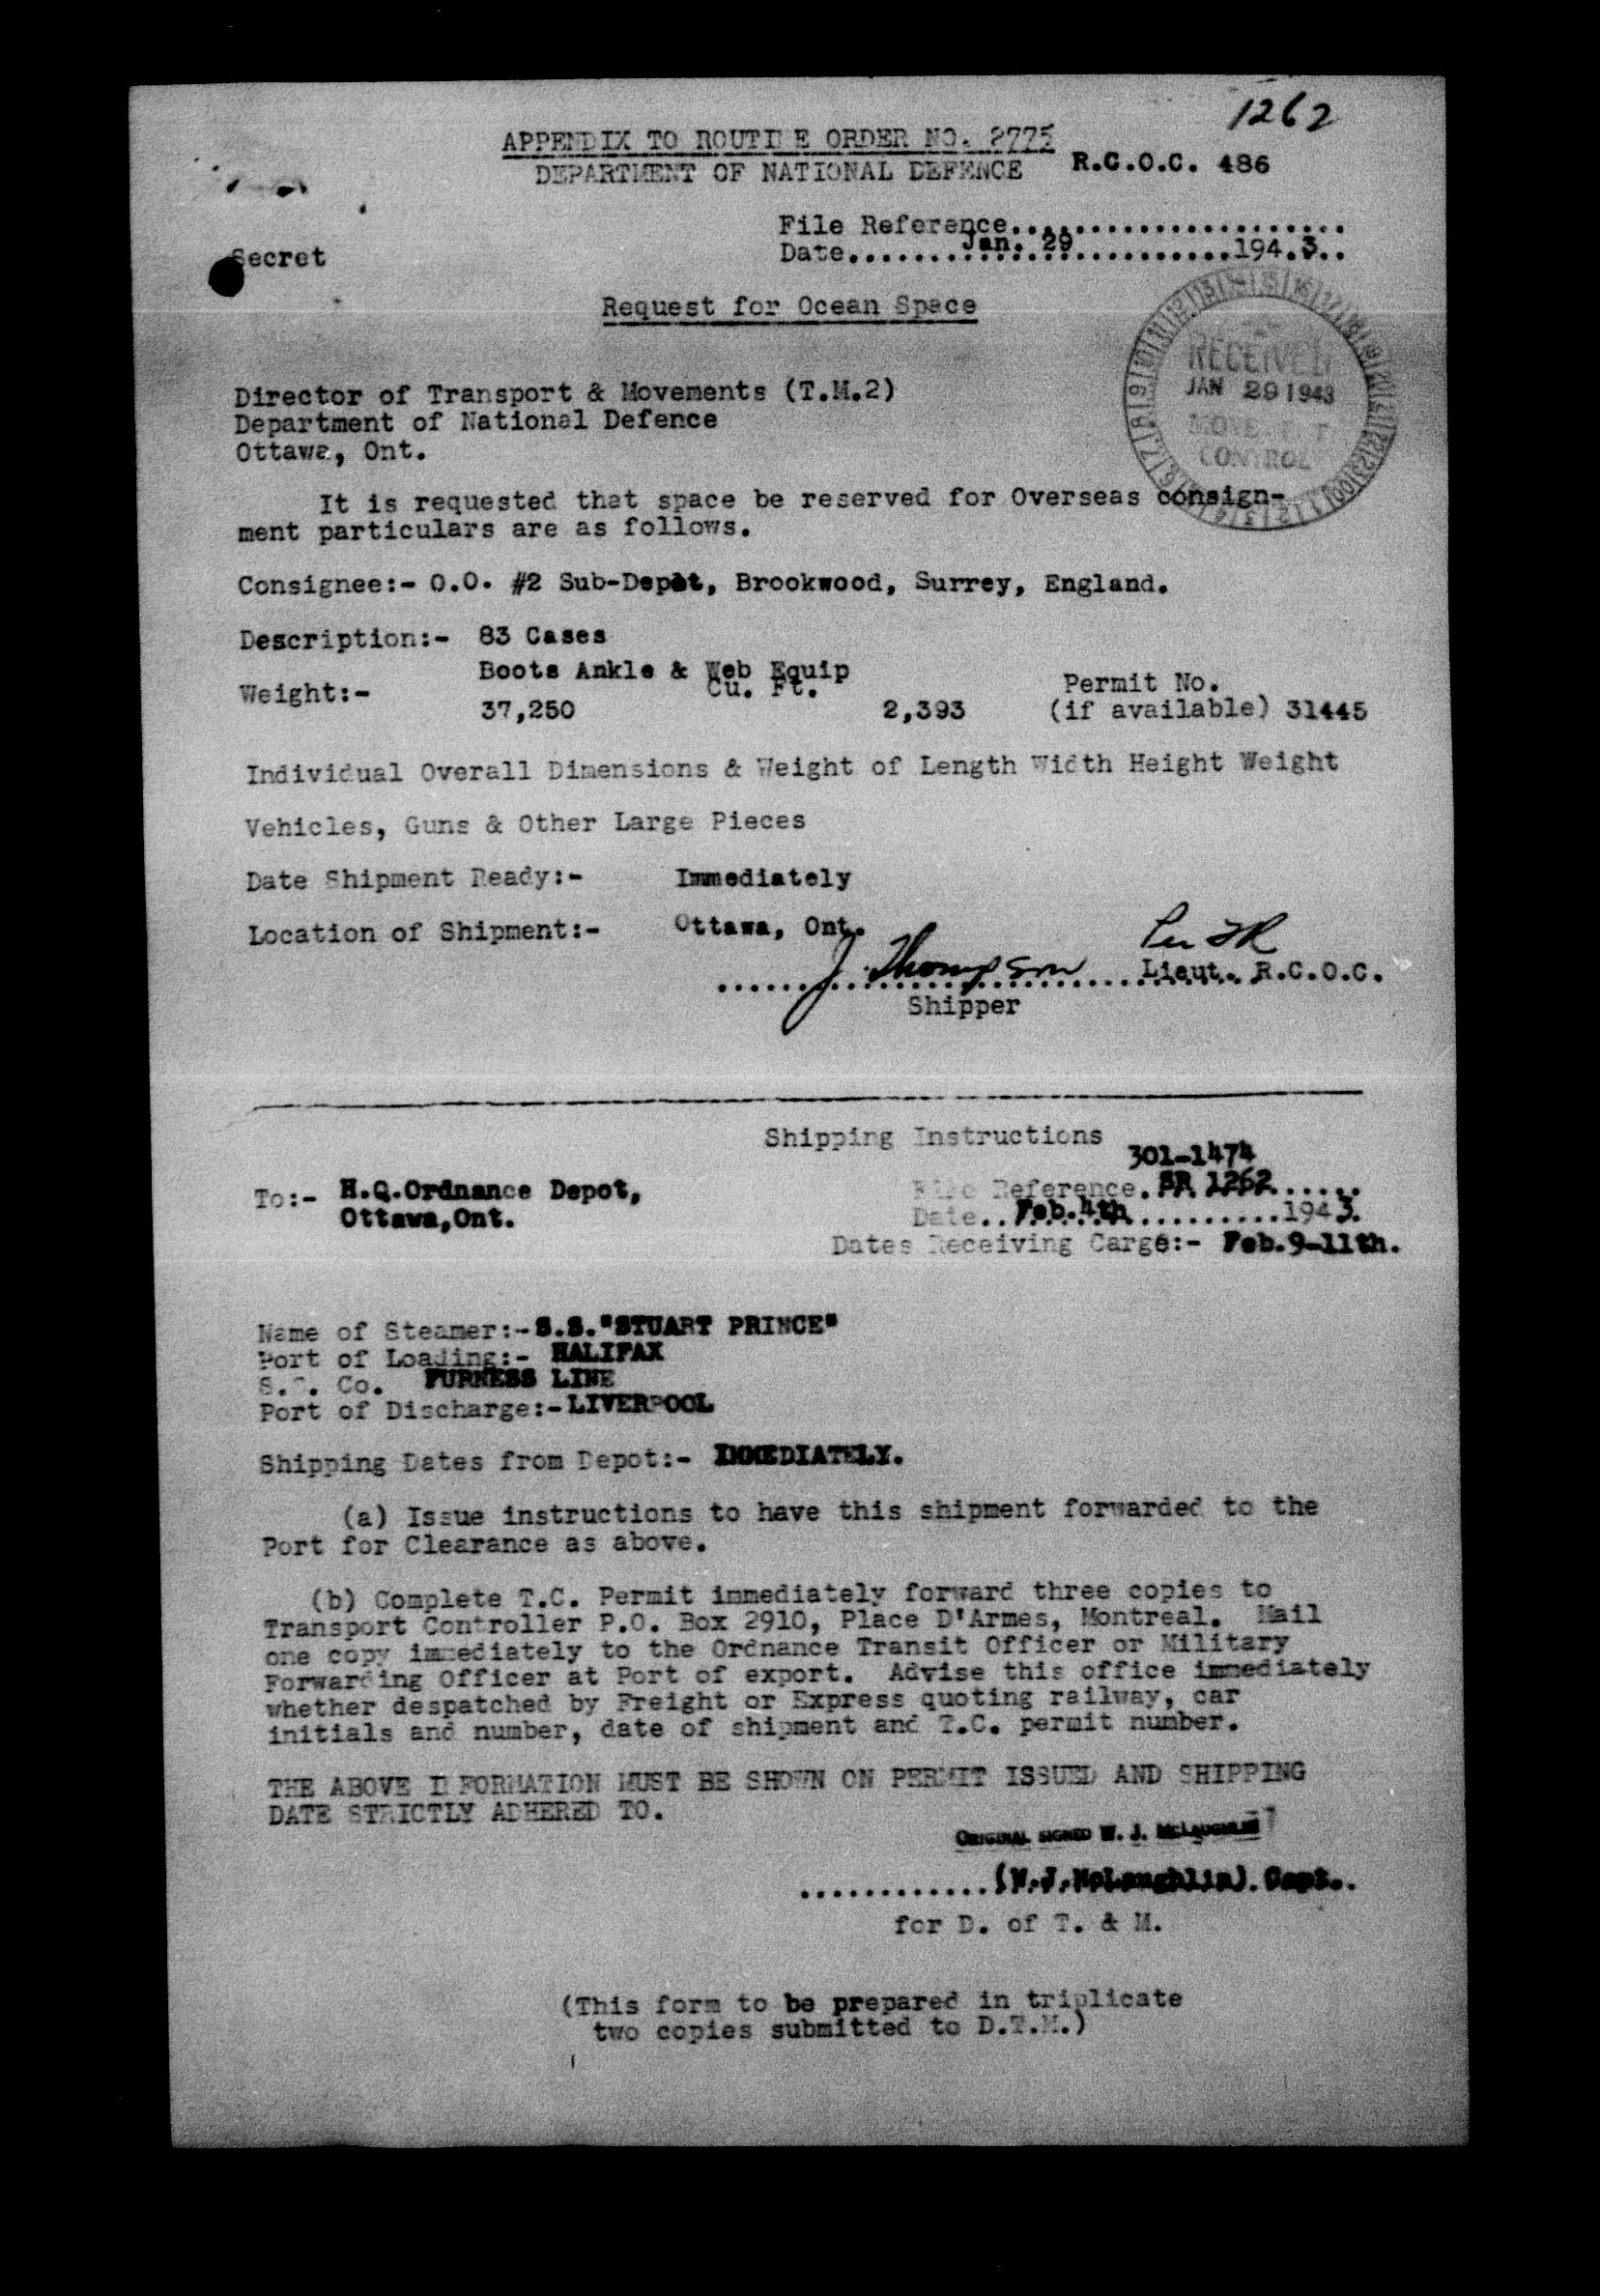 1262
APPENDIX TO ROUTINE ORDER NO. 2775
DEPARTMENT OF NATIONAL DEFENCE R.C.O.C. 486
File Reference.....................
Secret
Date........Jan. 29..........194.3..
Request for Ocean Space
RECEIVED
JAN 29 1943
MOVEMENT
CONTROL
Director of Transport & Movements (T.M.2)
Department of National Defence
Ottawa, Ont.
It is requested that space be reserved for Overseas consign-
ment particulars are as follows.
Consignee:- O.O. #2 Sub-Depot, Brookwood, Surrey, England.
Description:- 83 Cases
Boots Ankle & Web Equip
Weight:- Cu. Ft. Permit No.
37,250 2,393 (if available) 31445
Individual Overall Dimensions & Weight of Length Width Height Weight
Vehicles, Guns & Other Large Pieces
Date Shipment Ready:- Immediately
Location of Shipment:- Ottawa, Ont.
J. Thompson Lieut. R.C.O.C.
Shipper
Shipping Instructions
301-1474
To:- H.Q.Ordnance Depot, File Reference. SR 1262.....
Ottawa,Ont. Date..Feb.4th..........1943.
Dates Receiving Cargo:- Feb.9-11th.
Name of Steamer:-S.S."STUART PRINCE"
Port of Loading:- HALIFAX
S.S. Co. FURNESS LINE
Port of Discharge:-LIVERPOOL
Shipping Dates from Depot:- IMMEDIATELY.
(a) Issue instructions to have this shipment forwarded to the
Port for Clearance as above.
(b) Complete T.C. Permit immediately forward three copies to
Transport Controller P.O. Box 2910, Place D'Armes, Montreal. Mail
one copy immediately to the Ordnance Transit Officer or Military
Forwarding Officer at Port of export. Advise this office immediately
whether despatched by Freight or Express quoting railway, car
initials and number, date of shipment and T.C. permit number.
THE ABOVE INFORMATION MUST BE SHOWN ON PERMIT ISSUED AND SHIPPING
DATE STRICTLY ADHERED TO.
ORIGINAL SIGNED W. J. McLAUGHLIN
............(W.J.McLaughlin). Capt..
for D. of T. & M.
(This form to be prepared in triplicate
two copies submitted to D.T.M.)